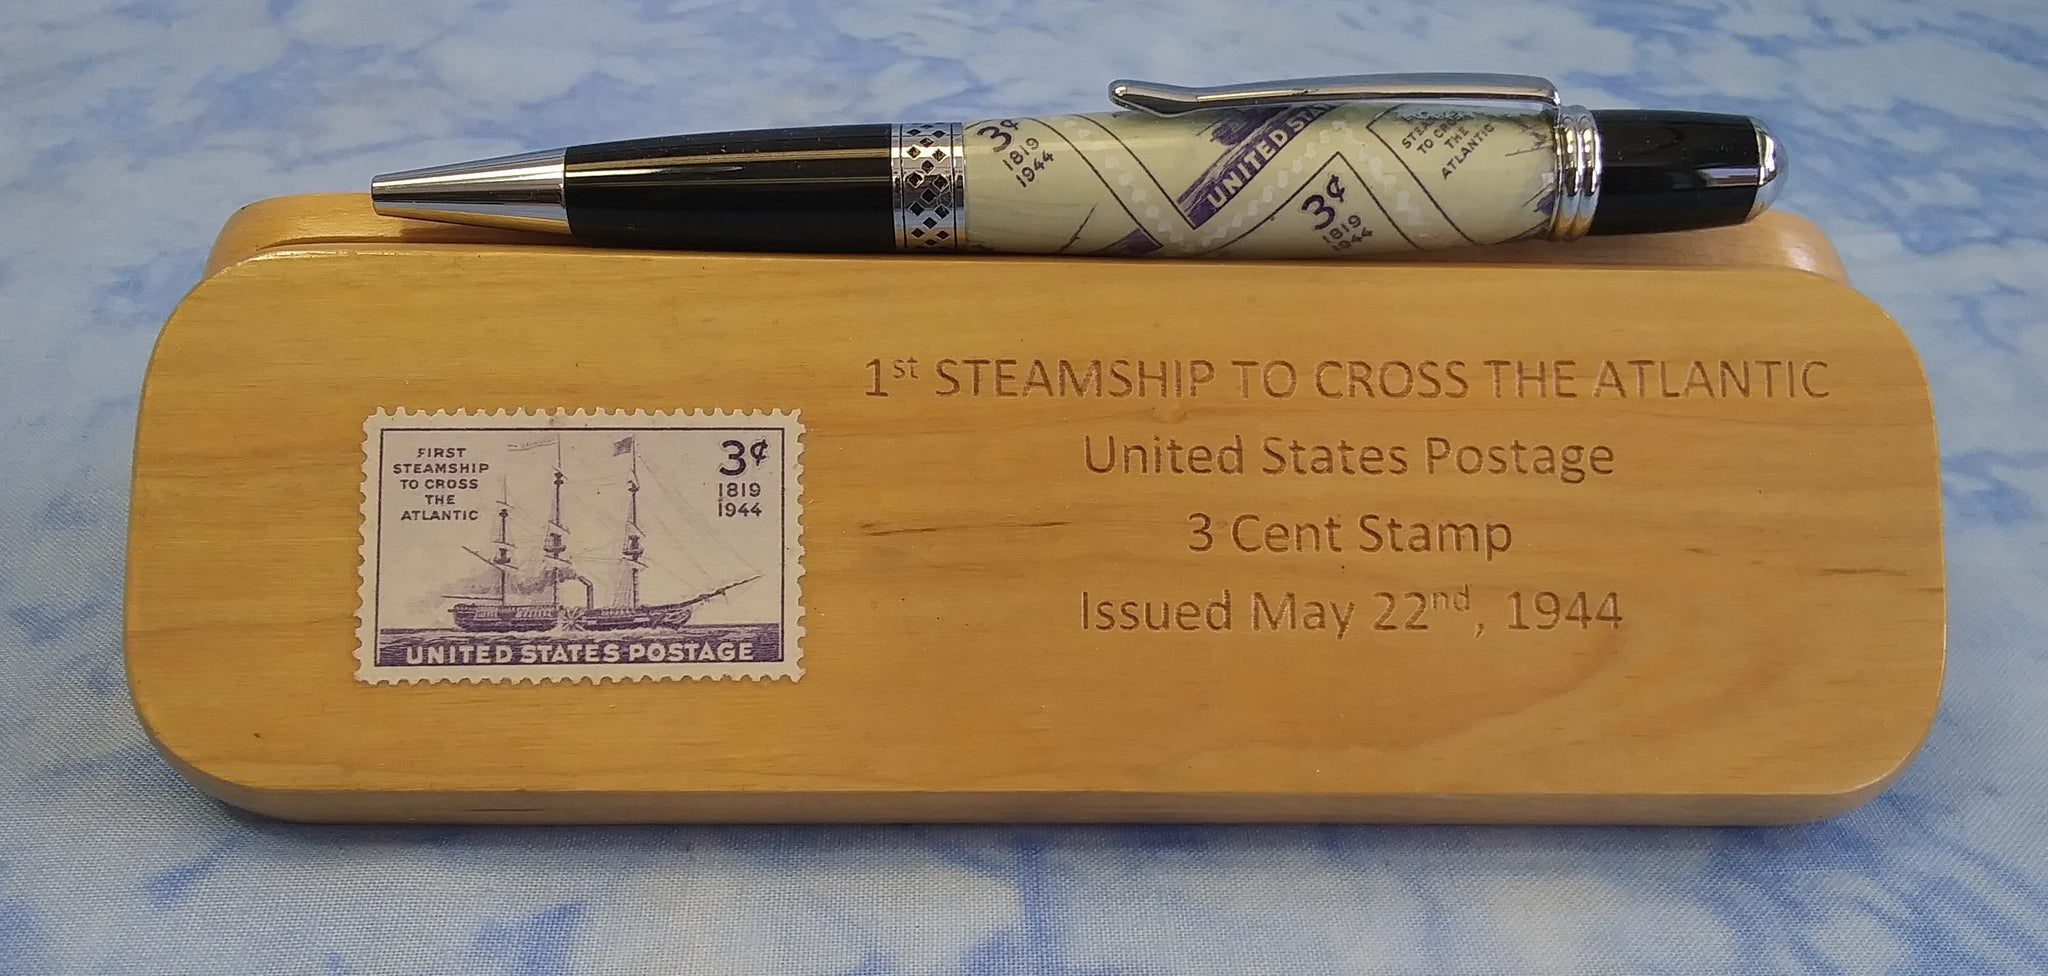 3¢
1819
1944
UNITED STA
3¢
1819
1944
TO CROSS
THE
ATLANTIC
1st STEAMSHIP TO CROSS THE ATLANTIC
United States Postage
3 Cent Stamp
Issued May 22nd, 1944
FIRST
STEAMSHIP
TO CROSS
THE
ATLANTIC
3¢
1819
1944
UNITED STATES POSTAGE